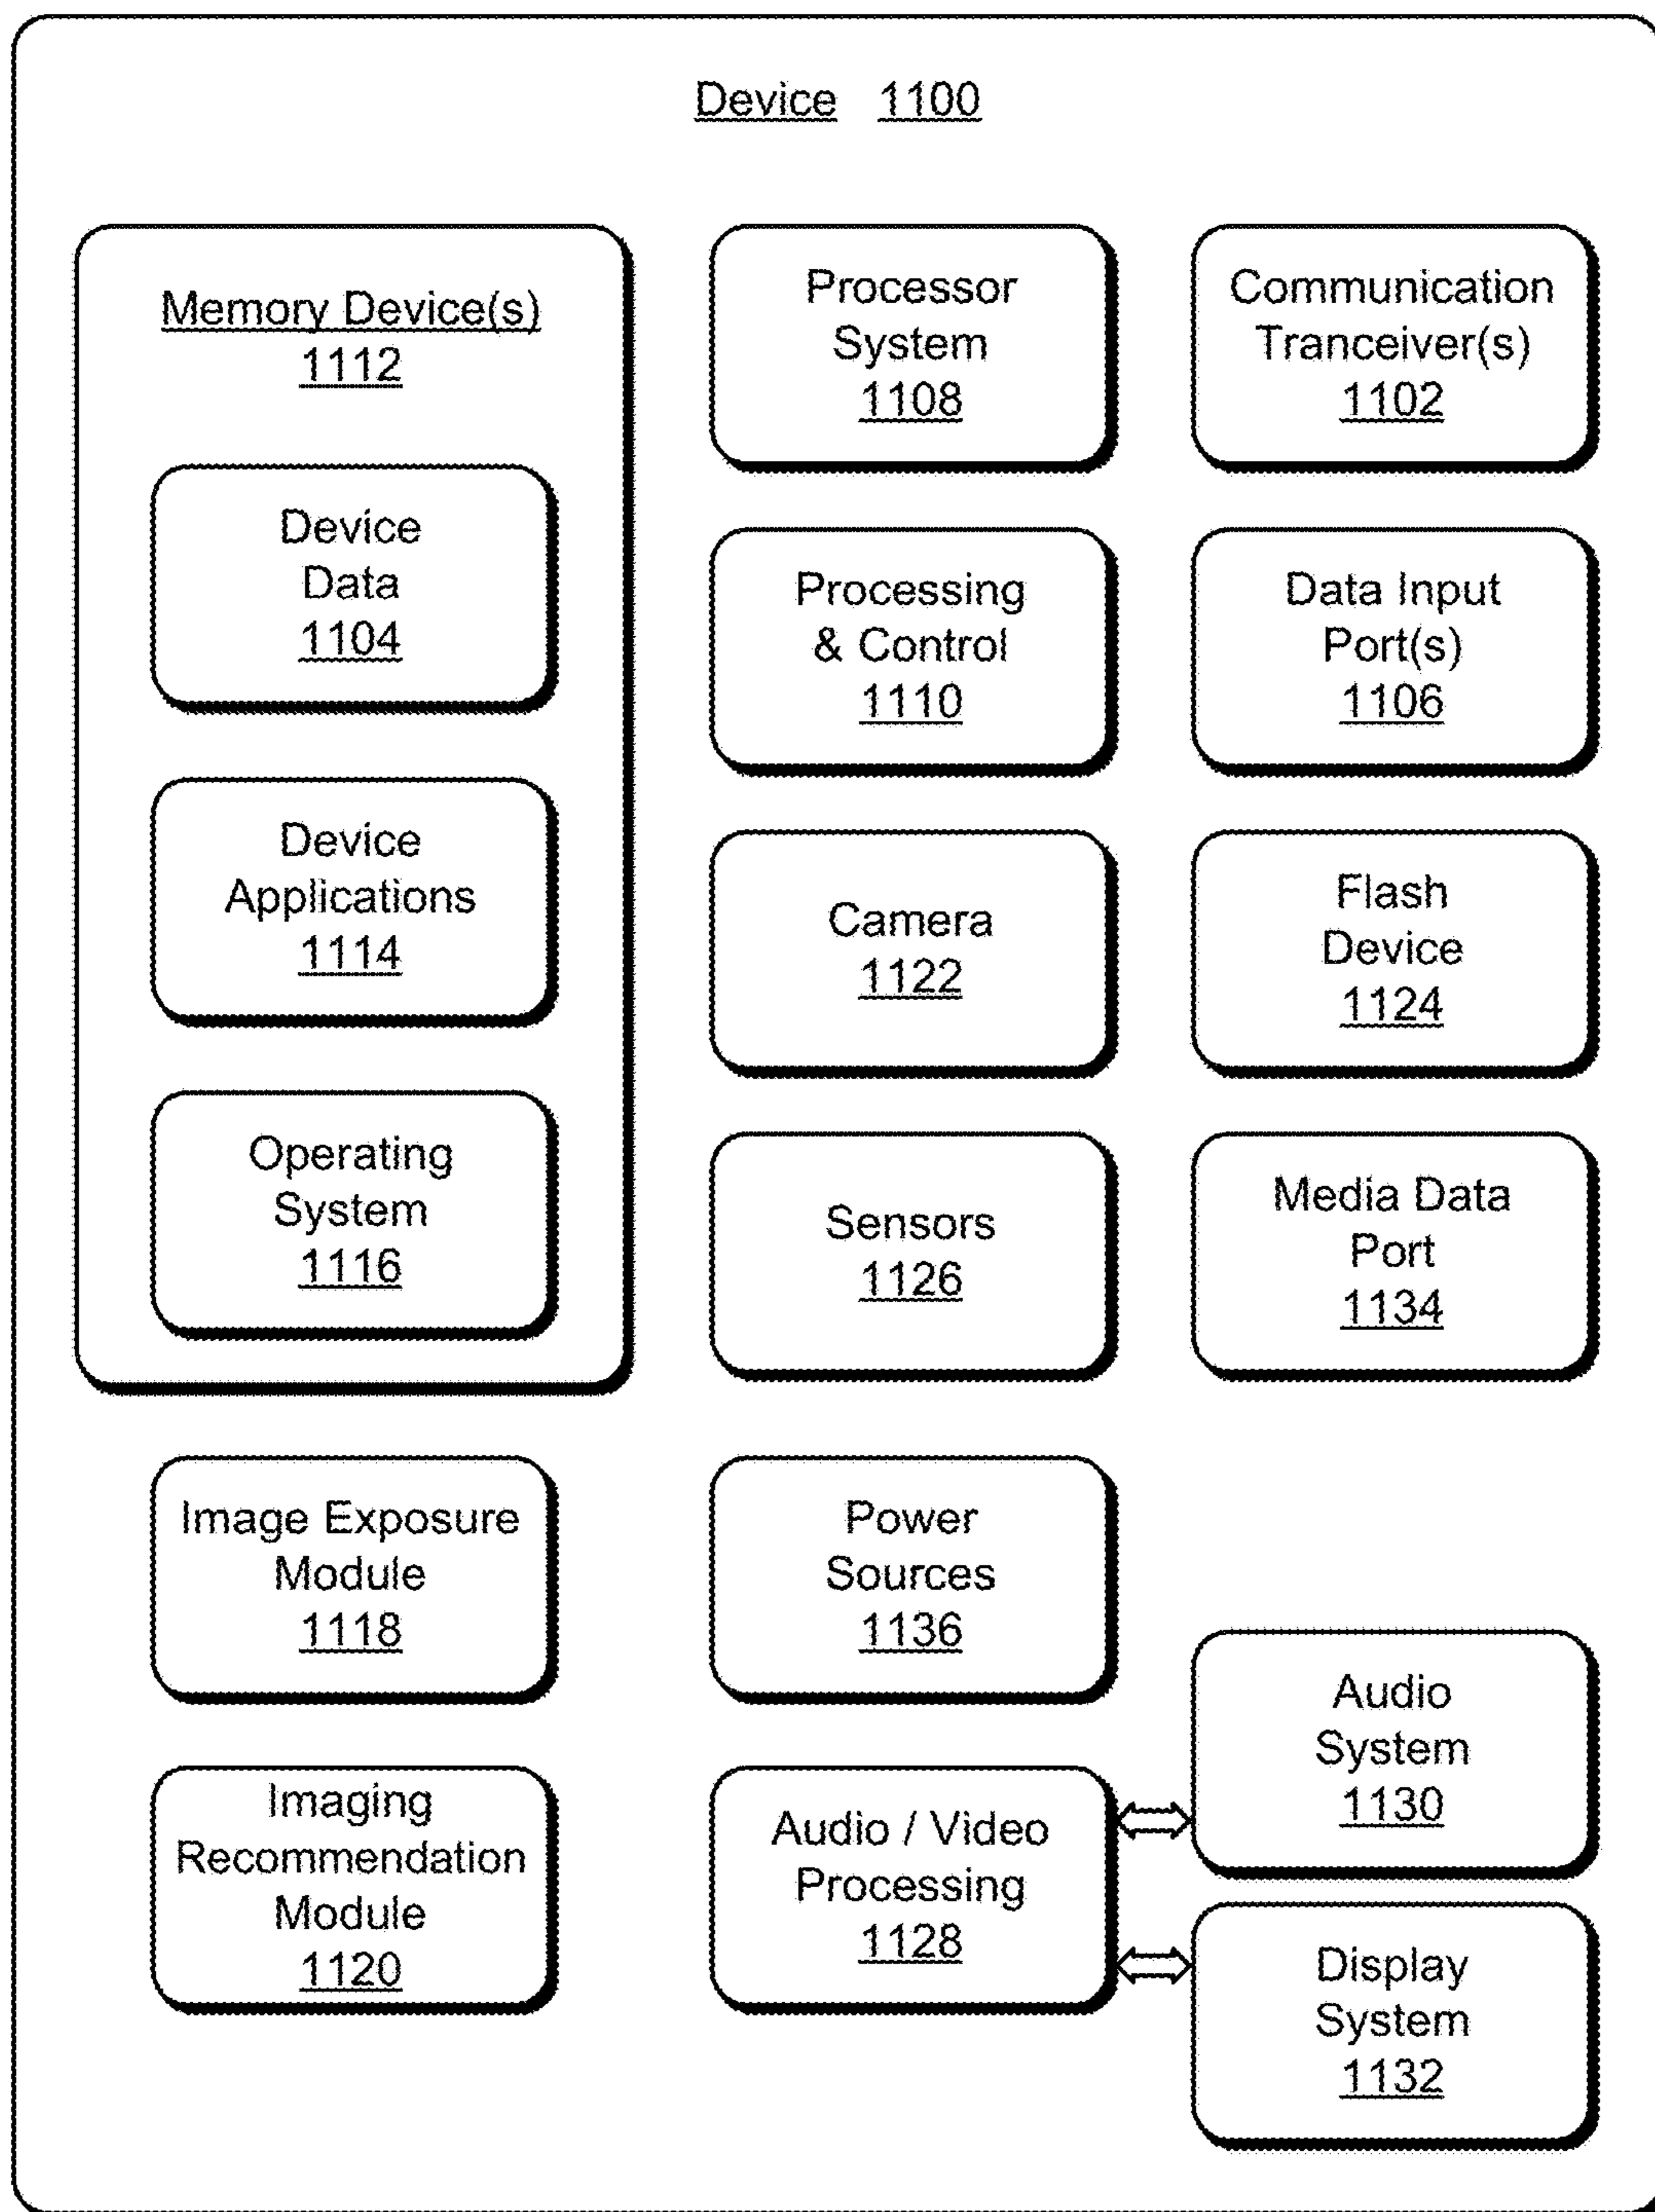 Device 1100
Memory Device(s)
1112
Device
Data
1104
Device
Applications
1114
Operating
System
1116
Image Exposure
Module
1118
Imaging
Recommendation
Module
1120
Processor
System
1108
Processing
& Control
1110
Camera
1122
Sensors
1126
Power
Sources
1136
Audio / Video
Processing
1128
Communication
Tranceiver(s)
1102
Data Input
Port(s)
1106
Flash
Device
1124
Media Data
Port
1134
Audio
System
1130
Display
System
1132